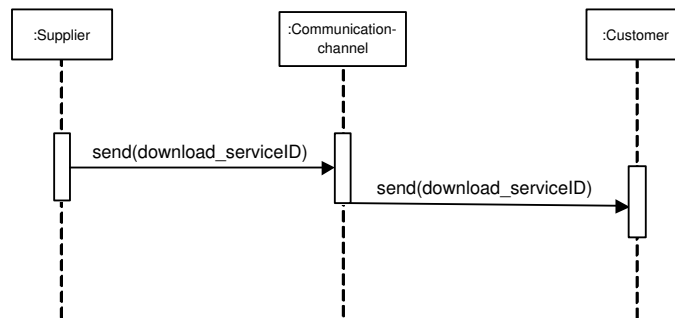 :Supplier
:Communication-
channel
:Customer
send(download_serviceID)
send(download_serviceID)